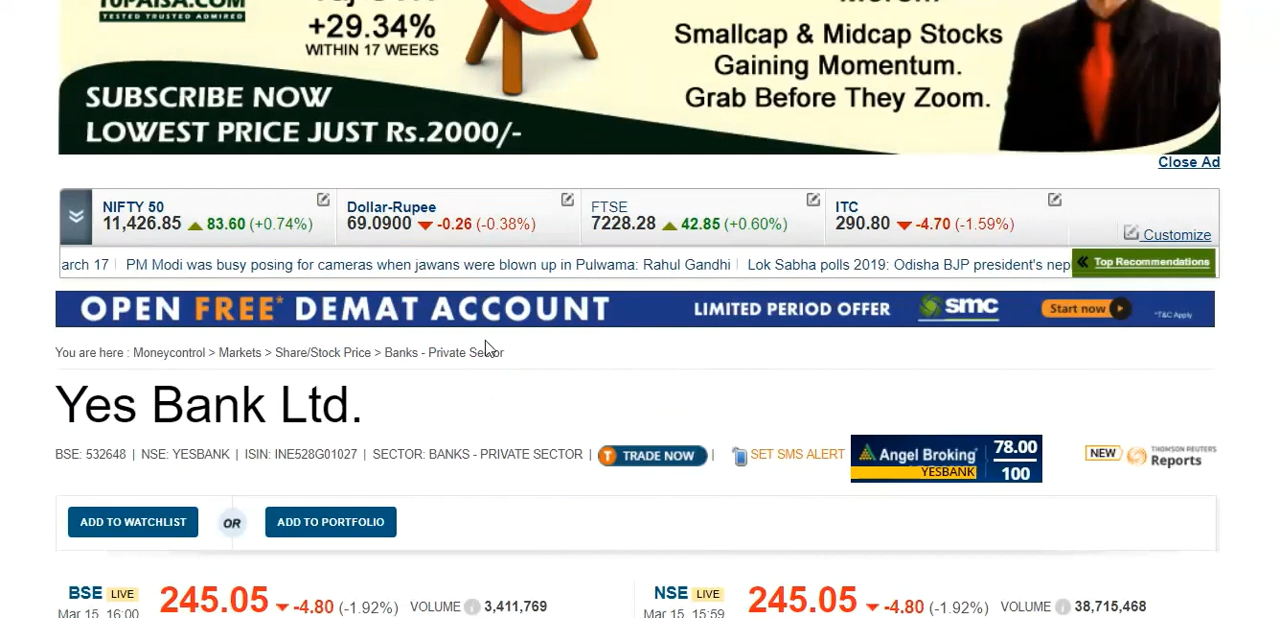 TESTED TRUSTED ADMIRED
+29.34%
WITHIN 17 WEEKS
Smallcap & Midcap Stocks
Gaining Momentum.
Grab Before They Zoom.
SUBSCRIBE NOW
LOWEST PRICE JUST Rs.2000/-
Close Ad
NIFTY 50 Dollar-Rupee FTSE ITC
11,426.85 83.60 (+0.74%) 69.0900 -0.26 (-0.38%) 7228.28 42.85 (+0.60%) 290.80 -4.70 (-1.59%)
Customize
arch 17 | PM Modi was busy posing for cameras when jawans were blown up in Pulwama: Rahul Gandhi | Lok Sabha polls 2019: Odisha BJP president's nep Top Recommendations
OPEN FREE* DEMAT ACCOUNT LIMITED PERIOD OFFER smc Start now *T&C Apply
You are here : Moneycontrol > Markets > Share/Stock Price > Banks - Private Sector
Yes Bank Ltd.
BSE: 532648 | NSE: YESBANK | ISIN: INE528G01027 | SECTOR: BANKS - PRIVATE SECTOR | T TRADE NOW | SET SMS ALERT Angel Broking YESBANK 78.00 100 NEW THOMSON REUTERS Reports
ADD TO WATCHLIST OR ADD TO PORTFOLIO
BSE LIVE 245.05 -4.80 (-1.92%) VOLUME 3,411,769 NSE LIVE 245.05 -4.80 (-1.92%) VOLUME 38,715,468
Mar 15, 16:00 Mar 15, 15:59